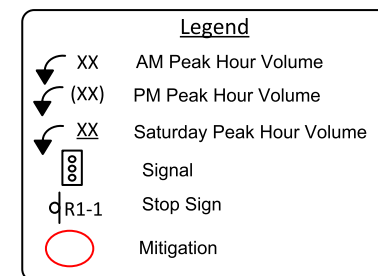 Legend
XX AM Peak Hour Volume
(XX) PM Peak Hour Volume
XX Saturday Peak Hour Volume
Signal
R1-1 Stop Sign
Mitigation